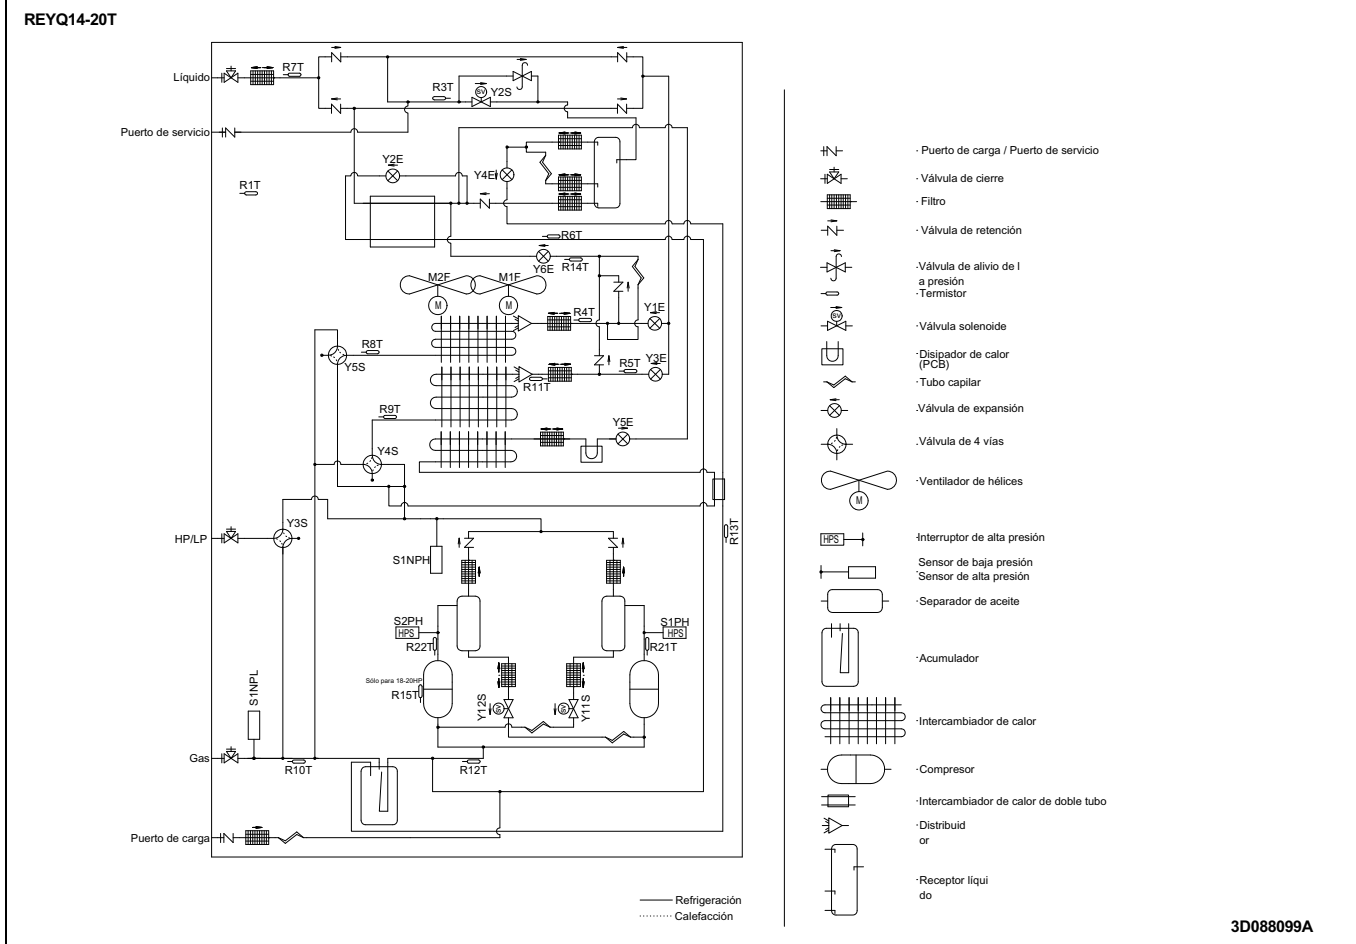 REYQ14-20T
Líquido
R7T
R3T
SV
Y2S
Puerto de servicio
Y2E
Y4E
R1T
R6T
Y6E
R14T
M2F
M1F
M
M
R4T
Y1E
R8T
Y5S
R5T
Y3E
R11T
R9T
Y5E
Y4S
Y3S
HP/LP
R13T
S1NPH
S2PH
HPS
R22T
S1PH
HPS
R21T
Sólo para 18-20HP
R15T
S1NPL
Y12S
SV
SV
Y11S
Gas
R10T
R12T
Puerto de carga
Refrigeración
Calefacción
· Puerto de carga / Puerto de servicio
· Válvula de cierre
· Filtro
· Válvula de retención
·Válvula de alivio de l
a presión
·Termistor
SV
·Válvula solenoide
·Disipador de calor
(PCB)
·Tubo capilar
·Válvula de expansión
·Válvula de 4 vías
·Ventilador de hélices
M
HPS
·Interruptor de alta presión
Sensor de baja presión
·Sensor de alta presión
·Separador de aceite
·Acumulador
·Intercambiador de calor
·Compresor
·Intercambiador de calor de doble tubo
·Distribuid
or
·Receptor líqui
do
3D088099A